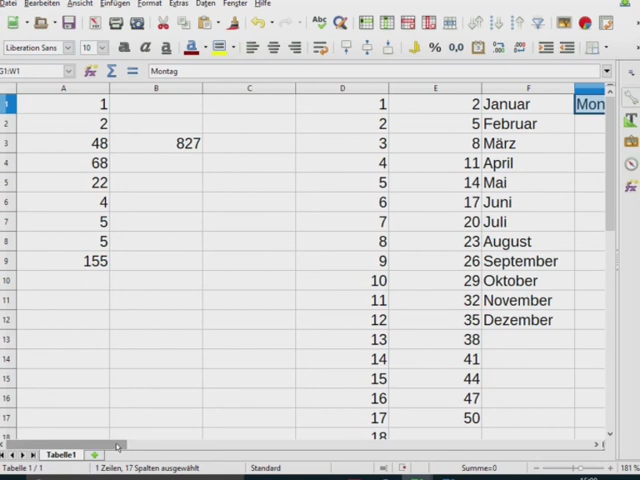 Datei Bearbeiten Ansicht Einfügen Format Extras Daten Fenster Hilfe
Liberation Sans 10 % 0,0
G1:W1 Montag
A B C D E F
1 1 1 2 Januar Mon
2 2 2 5 Februar
3 48 827 3 8 März
4 68 4 11 April
5 22 5 14 Mai
6 4 6 17 Juni
7 5 7 20 Juli
8 5 8 23 August
9 155 9 26 September
10 10 29 Oktober
11 11 32 November
12 12 35 Dezember
13 13 38
14 14 41
15 15 44
16 16 47
17 17 50
18 18
Tabelle1
Tabelle 1 / 1 1 Zeilen, 17 Spalten ausgewählt Standard Summe=0 181 %